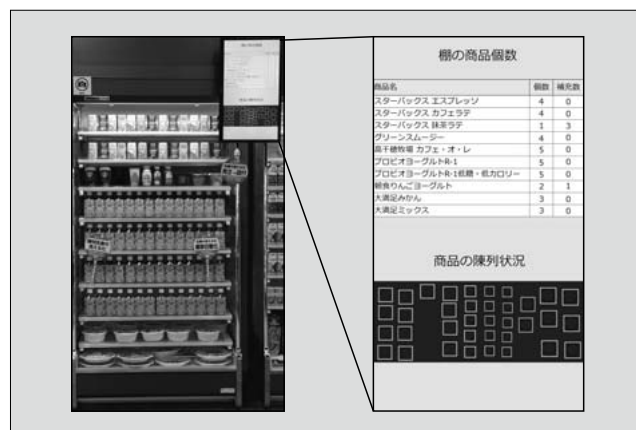 棚の商品個数
商品名 個数 補充数
スターバックス エスプレッソ 4 0
スターバックス カフェラテ 4 0
スターバックス 抹茶ラテ 1 3
グリーンスムージー 4 0
高千穂牧場 カフェ・オ・レ 5 0
プロビオヨーグルトR-1 5 0
プロビオヨーグルトR-1低糖・低カロリー 5 0
朝食りんごヨーグルト 2 1
大満足みかん 3 0
大満足ミックス 3 0
商品の陳列状況